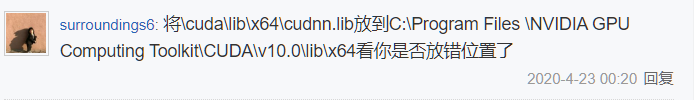 surroundings6: 将\cuda\lib\x64\cudnn.lib放到C:\Program Files \NVIDIA GPU
Computing Toolkit\CUDA\v10.0\lib\x64看你是否放错位置了
2020-4-23 00:20 回复